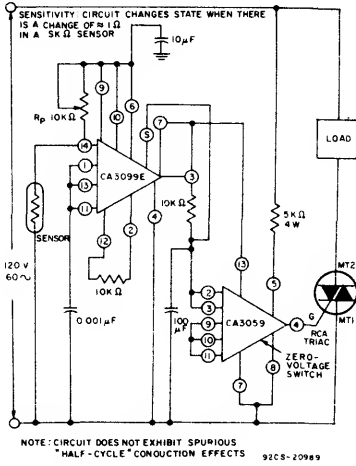 SENSITIVITY: CIRCUIT CHANGES STATE WHEN THERE
IS A CHANGE OF ≈ 1Ω
IN A 5KΩ SENSOR
10µF
9
10
6
5
7
RP 10KΩ
14
1
13
11
CA3099E
3
12
2
4
SENSOR
10KΩ
10KΩ
120 V
60~
0.001µF
100
µF
13
5KΩ
4W
5
LOAD
2
3
9
10
11
CA3059
4
7
8
G
MT2
MT1
RCA
TRIAC
ZERO-
VOLTAGE
SWITCH
NOTE: CIRCUIT DOES NOT EXHIBIT SPURIOUS
"HALF-CYCLE" CONDUCTION EFFECTS
92CS-20989